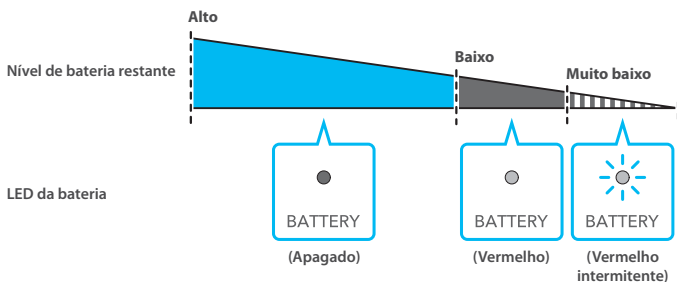 Alto
Baixo
Muito baixo
Nível de bateria restante
LED da bateria
BATTERY
BATTERY
BATTERY
(Apagado)
(Vermelho)
(Vermelho
intermitente)